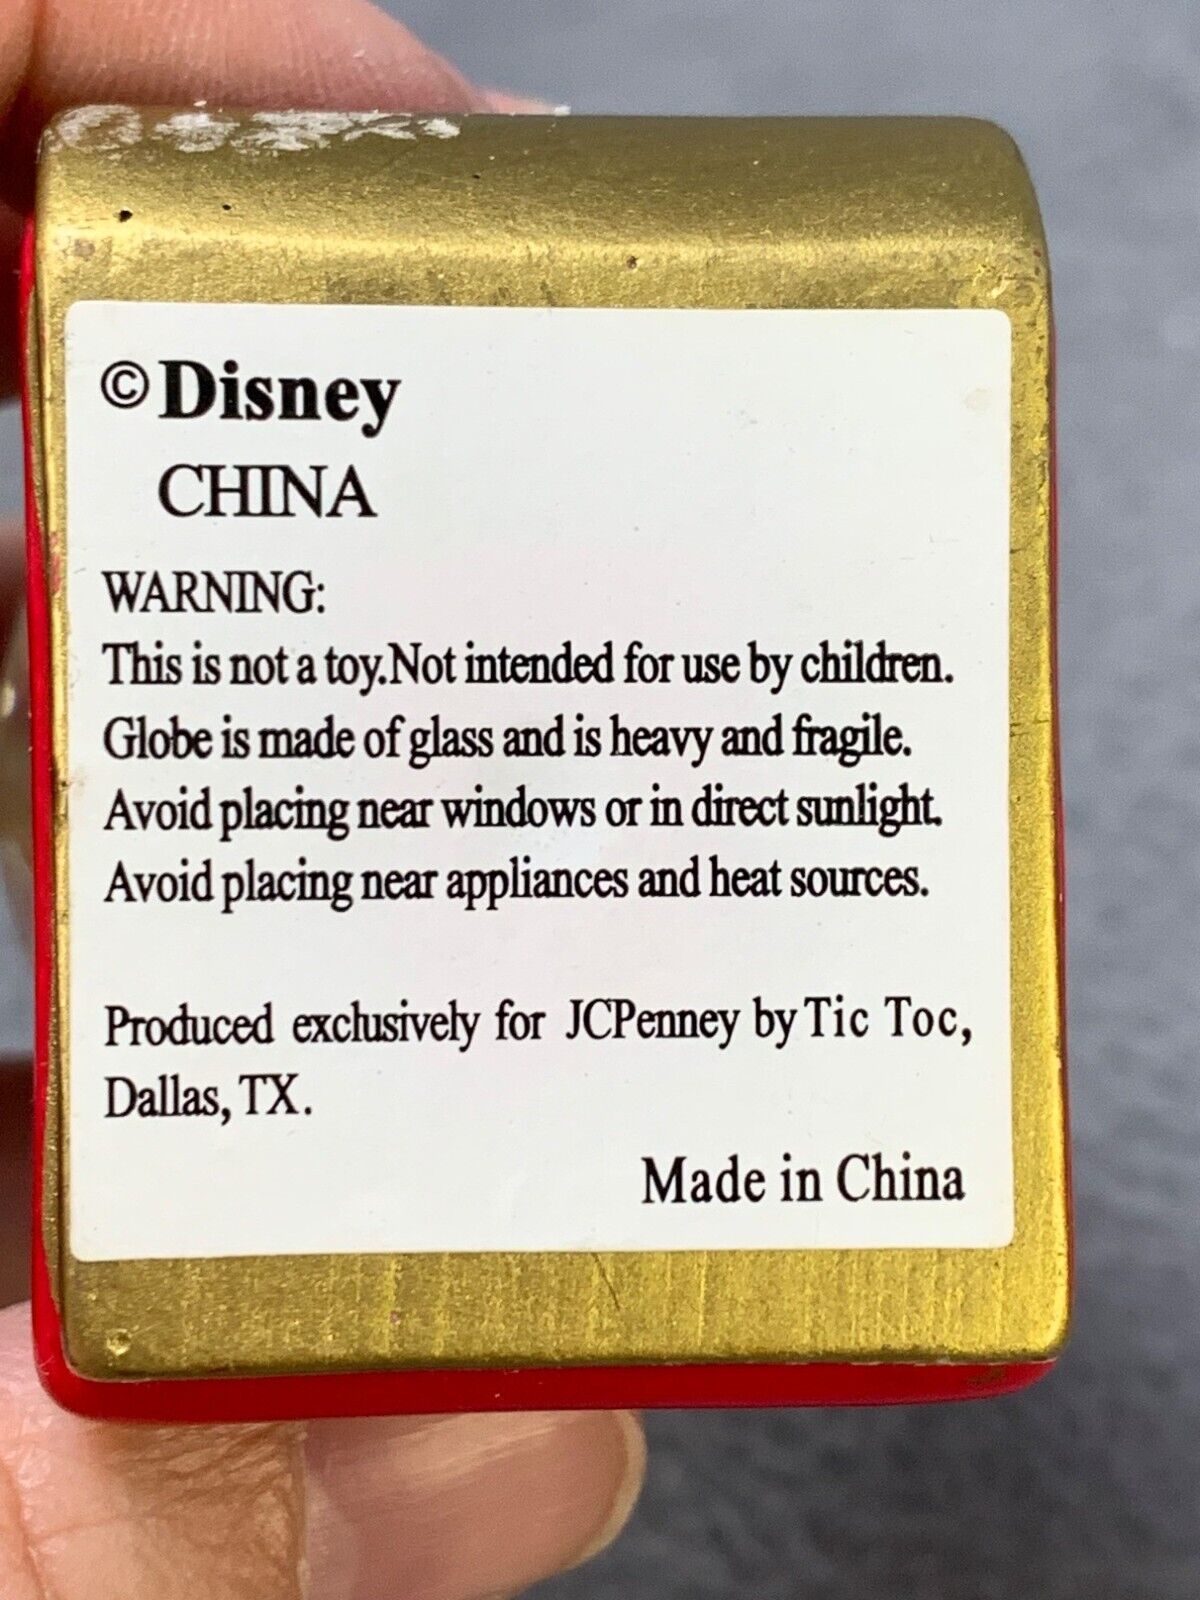 ©Disney
CHINA
WARNING:
This is not a toy.Not intended for use by children.
Globe is made of glass and is heavy and fragile.
Avoid placing near windows or in direct sunlight.
Avoid placing near appliances and heat sources.
Produced exclusively for JCPenney by Tic Toc,
Dallas, TX.
Made in China